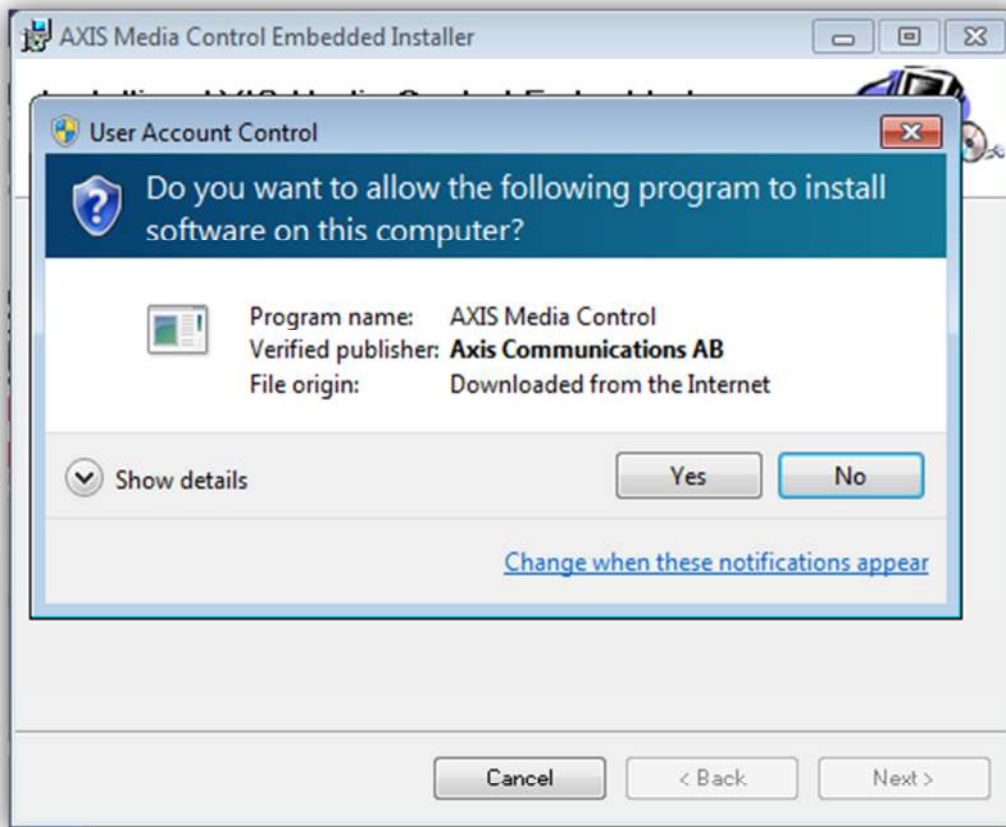 AXIS Media Control Embedded Installer
User Account Control
Do you want to allow the following program to install
software on this computer?
Program name: AXIS Media Control
Verified publisher: Axis Communications AB
File origin: Downloaded from the Internet
Show details
Yes
No
Change when these notifications appear
Cancel
< Back
Next >